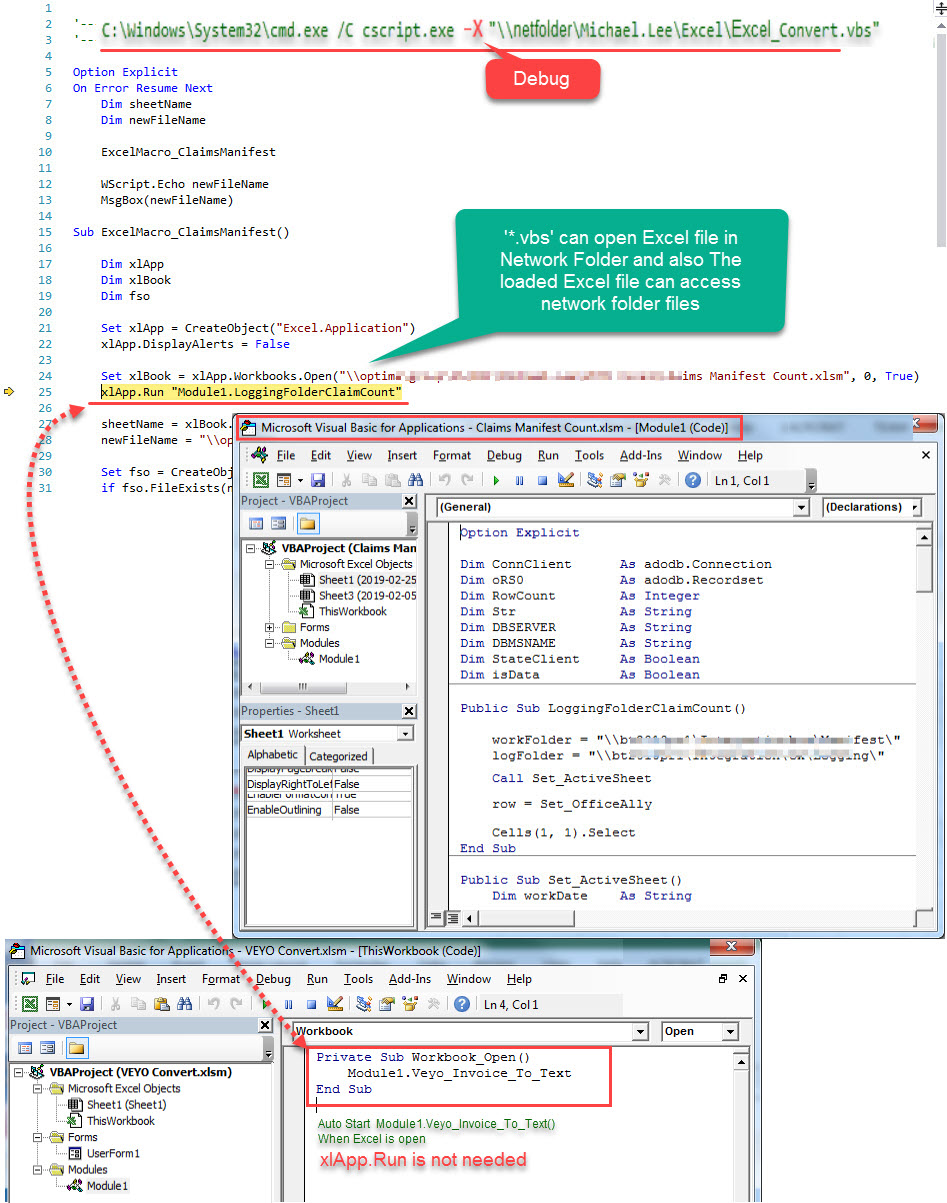 1
2 '-- C:\Windows\System32\cmd.exe /C cscript.exe -X "\\netfolder\Michael.Lee\Excel\Excel_Convert.vbs"
3 '--
Debug
4
5 Option Explicit
6 On Error Resume Next
7 Dim sheetName
8 Dim newFileName
9
10 ExcelMacro_ClaimsManifest
11
12 WScript.Echo newFileName
13 MsgBox(newFileName)
14
15 Sub ExcelMacro_ClaimsManifest()
16
17 Dim xlApp
18 Dim xlBook
19 Dim fso
20
21 Set xlApp = CreateObject("Excel.Application")
22 xlApp.DisplayAlerts = False
23
24 Set xlBook = xlApp.Workbooks.Open("\\optim aims Manifest Count.xlsm", 0, True)
25 xlApp.Run "Module1.LoggingFolderClaimCount"
26
27 sheetName = xlBook.
28 newFileName = "\\op
29
30 Set fso = CreateObj
31 if fso.FileExists(n
'*.vbs' can open Excel file in
Network Folder and also The
loaded Excel file can access
network folder files
Microsoft Visual Basic for Applications - Claims Manifest Count.xlsm - [Module1 (Code)]
File Edit View Insert Format Debug Run Tools Add-Ins Window Help
Ln 1, Col 1
Project - VBAProject
VBAProject (Claims Man
Microsoft Excel Objects
Sheet1 (2019-02-25
Sheet3 (2019-02-05
ThisWorkbook
Forms
Modules
Module1
Properties - Sheet1
Sheet1 Worksheet
Alphabetic Categorized
DisplayPageBreak False
DisplayRightToLef False
EnableFormatCon True
EnableOutlining False
(General) (Declarations)
Option Explicit
Dim ConnClient As adodb.Connection
Dim oRS0 As adodb.Recordset
Dim RowCount As Integer
Dim Str As String
Dim DBSERVER As String
Dim DBMSNAME As String
Dim StateClient As Boolean
Dim isData As Boolean
Public Sub LoggingFolderClaimCount()
workFolder = "\\bt Manifest\"
logFolder = "\\bt Logging\"
Call Set_ActiveSheet
row = Set_OfficeAlly
Cells(1, 1).Select
End Sub
Public Sub Set_ActiveSheet()
Dim workDate As String
Microsoft Visual Basic for Applications - VEYO Convert.xlsm - [ThisWorkbook (Code)]
File Edit View Insert Format Debug Run Tools Add-Ins Window Help
Ln 4, Col 1
Project - VBAProject
VBAProject (VEYO Convert.xlsm)
Microsoft Excel Objects
Sheet1 (Sheet1)
ThisWorkbook
Forms
UserForm1
Modules
Module1
Workbook Open
Private Sub Workbook_Open()
Module1.Veyo_Invoice_To_Text
End Sub
Auto Start Module1.Veyo_Invoice_To_Text()
When Excel is open
xlApp.Run is not needed